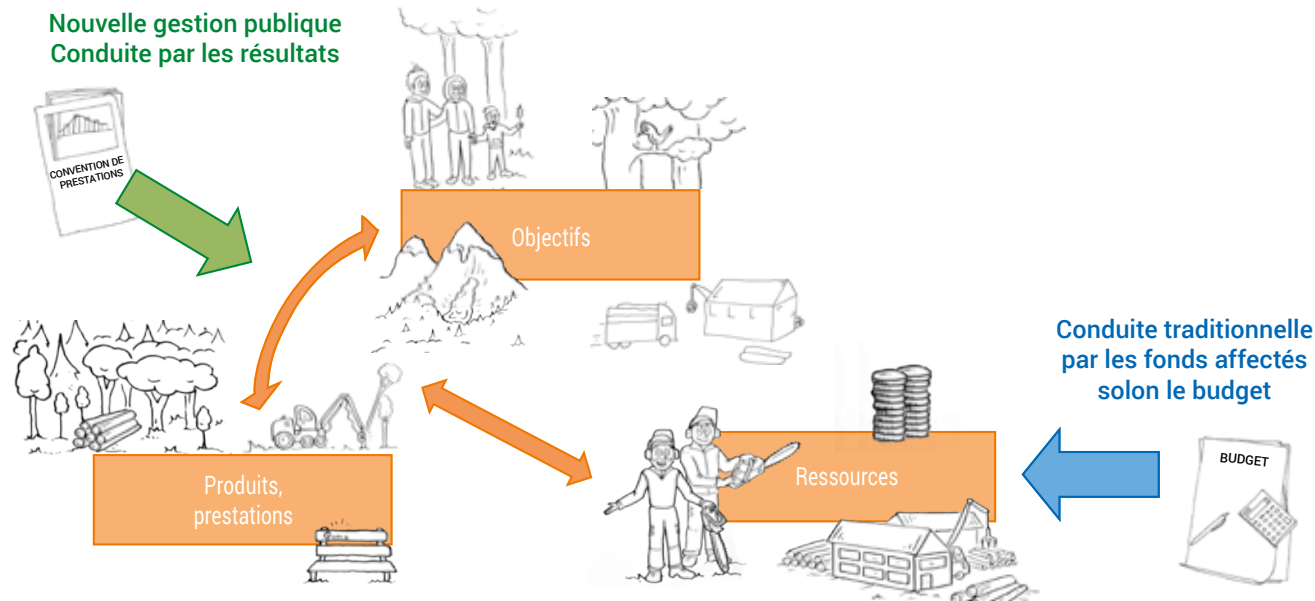 Nouvelle gestion publique
Conduite par les résultats
CONVENTION DE
PRESTATIONS
Objectifs
Conduite traditionnelle
par les fonds affectés
solon le budget
Produits,
prestations
Ressources
BUDGET